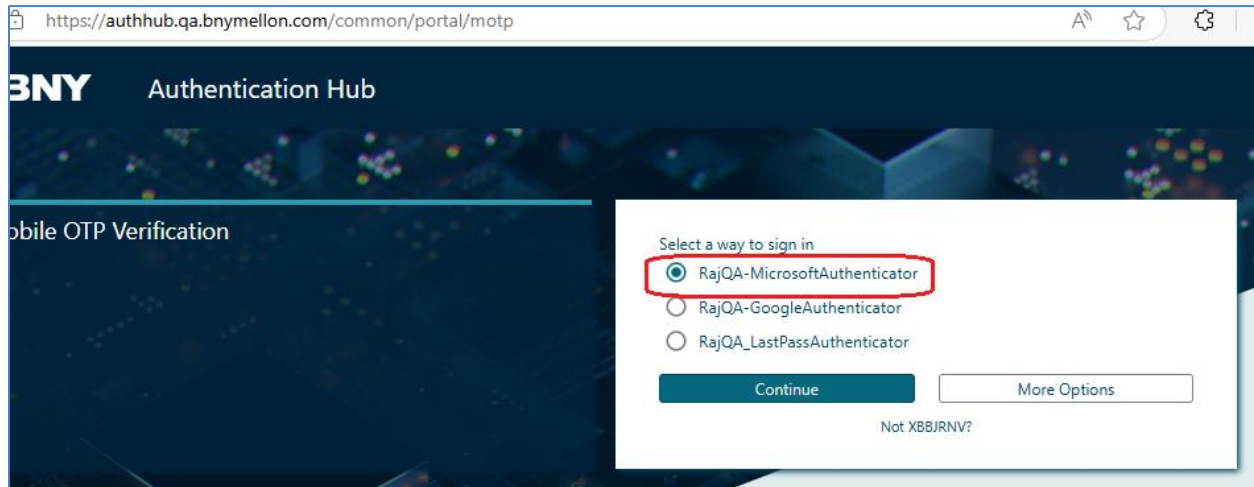 https://authhub.qa.bnymellon.com/common/portal/motp
BNY Authentication Hub
obile OTP Verification
Select a way to sign in
RajQA-MicrosoftAuthenticator
RajQA-GoogleAuthenticator
RajQA_LastPassAuthenticator
Continue More Options
Not XBBJRNV?